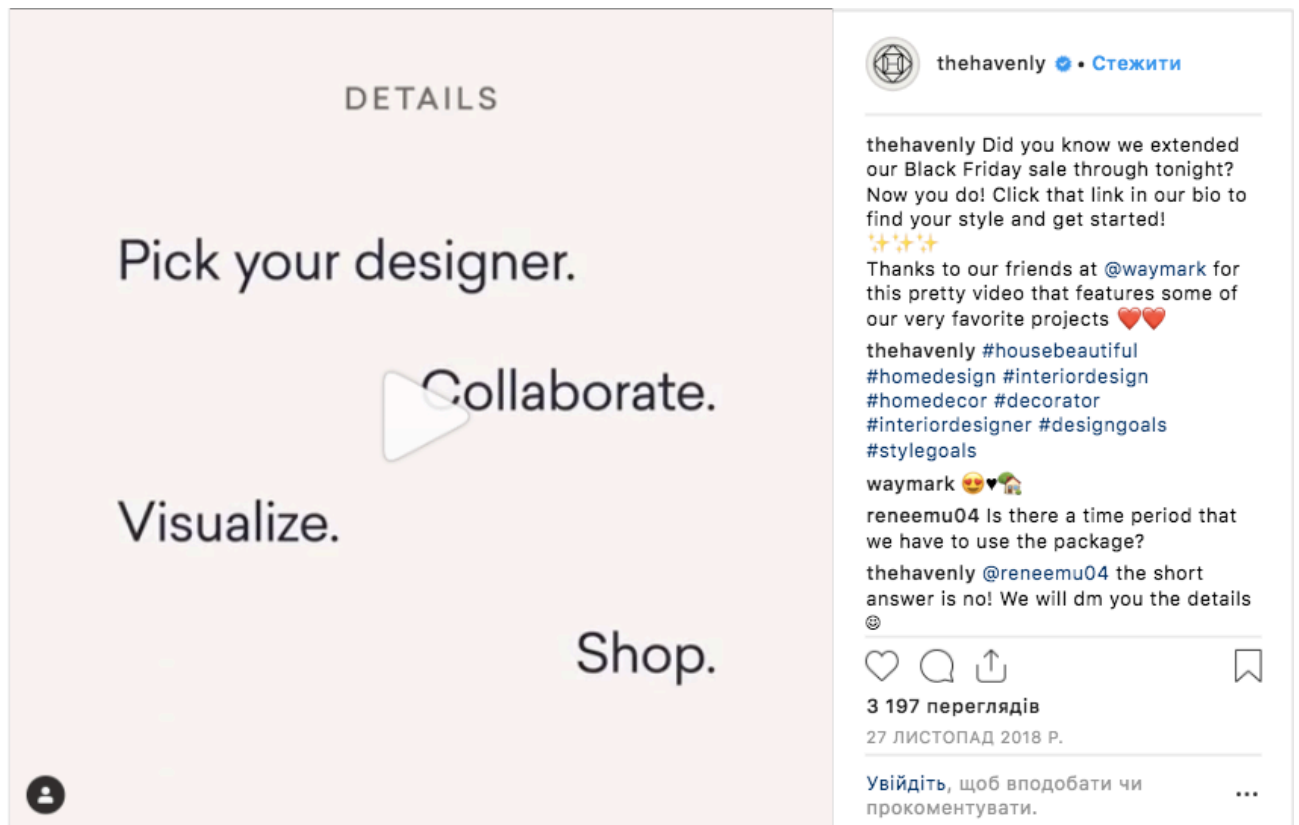 DETAILS
Pick your designer.
Collaborate.
Visualize.
Shop.
thehavenly • Стежити
thehavenly Did you know we extended
our Black Friday sale through tonight?
Now you do! Click that link in our bio to
find your style and get started!
✨✨✨
Thanks to our friends at @waymark for
this pretty video that features some of
our very favorite projects ❤️❤️
thehavenly #housebeautiful
#homedesign #interiordesign
#homedecor #decorator
#interiordesigner #designgoals
#stylegoals
waymark 😍♥🏡
reneemu04 Is there a time period that
we have to use the package?
thehavenly @reneemu04 the short
answer is no! We will dm you the details
☺
3 197 переглядів
27 ЛИСТОПАД 2018 Р.
Увійдіть, щоб вподобати чи
прокоментувати.